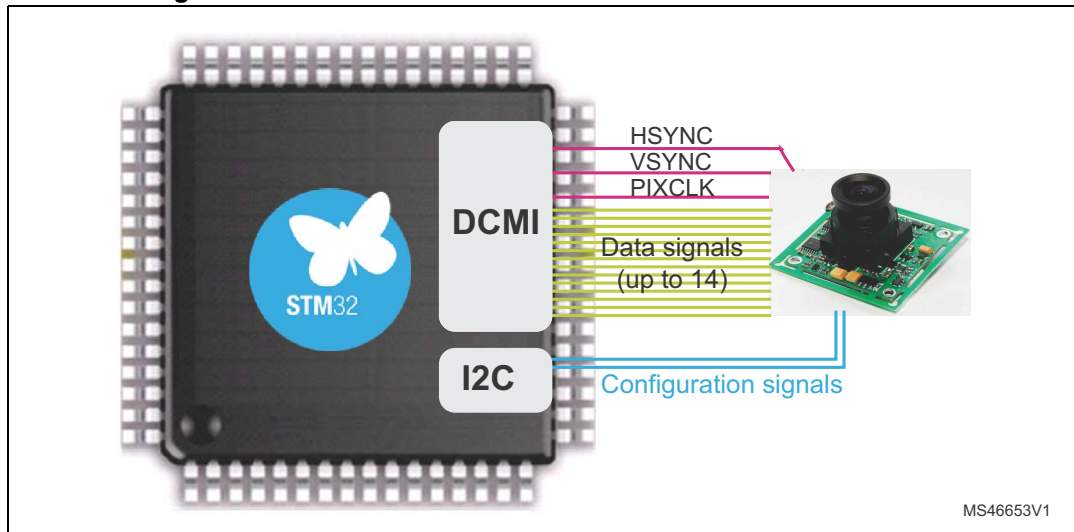 HSYNC
VSYNC
PIXCLK
DCMI
Data signals
(up to 14)
STM32
I2C
Configuration signals
MS46653V1